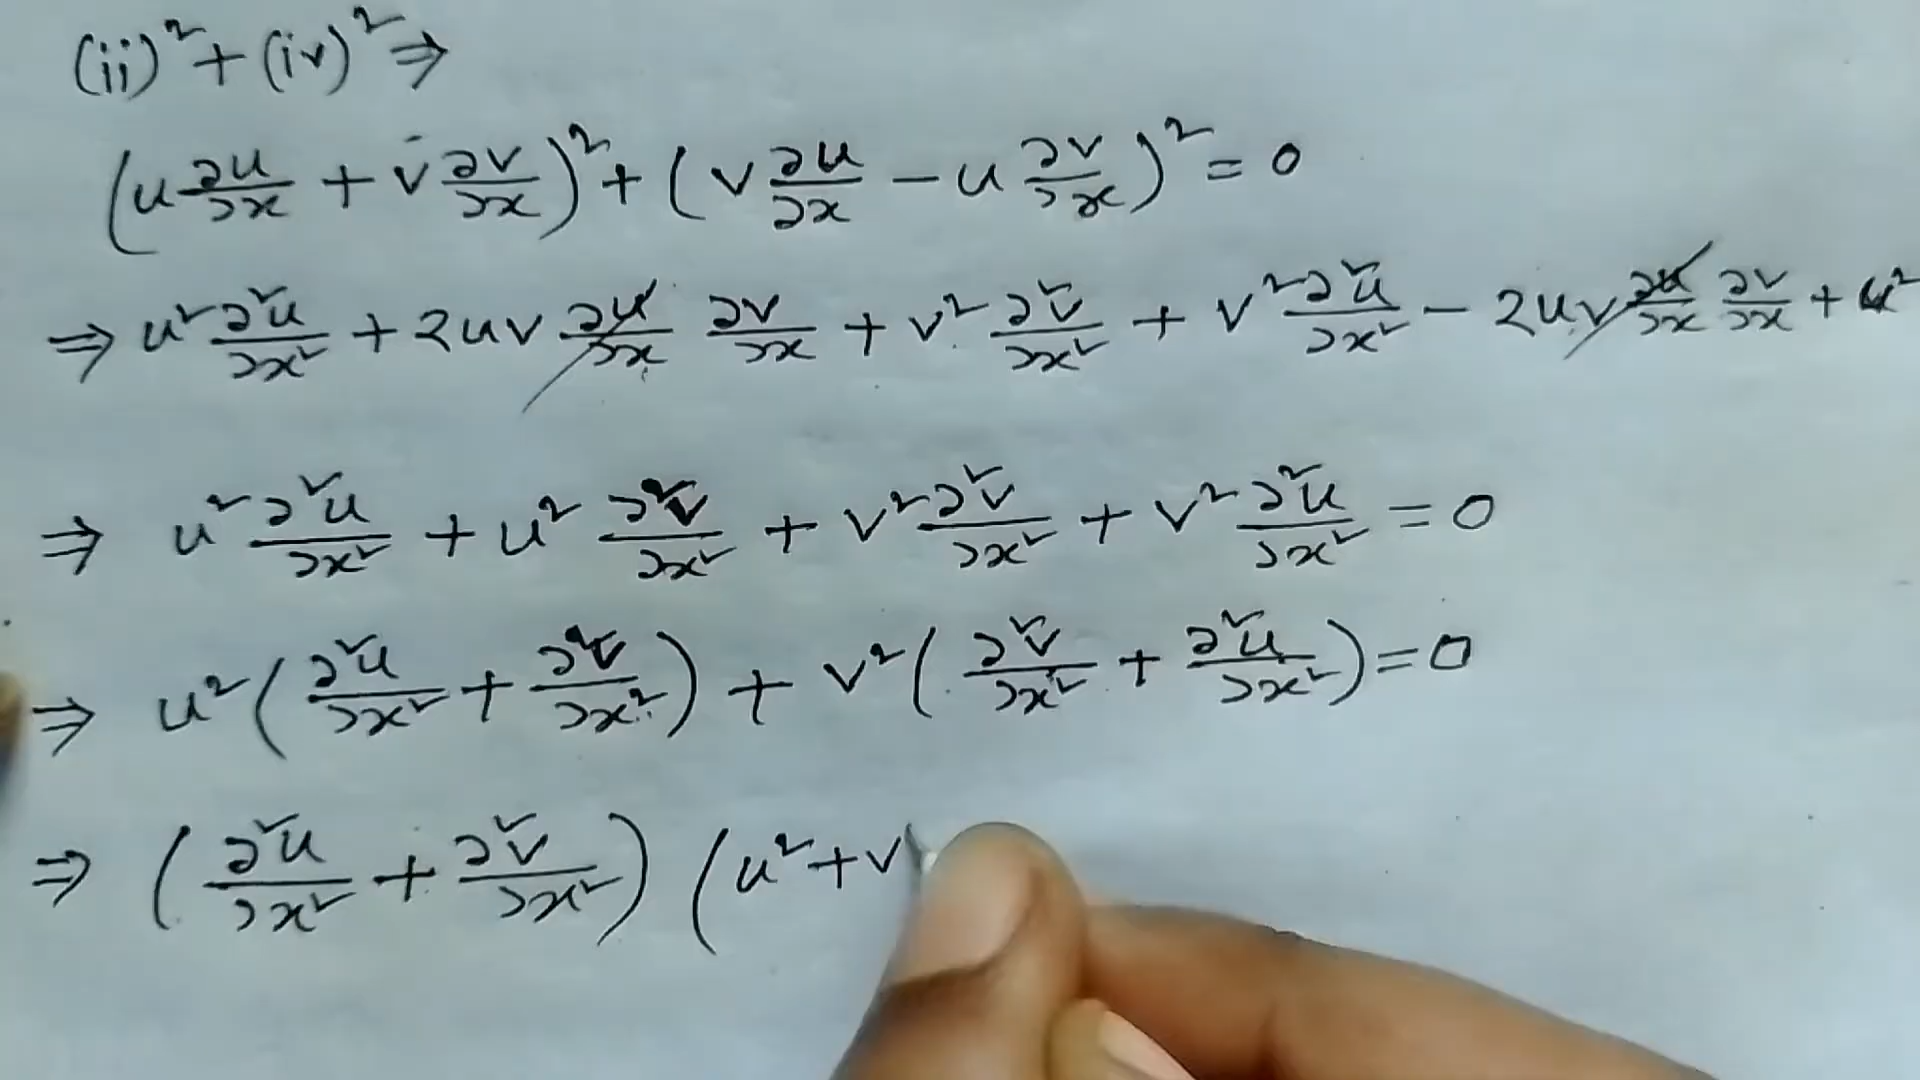 (ii)² + (iv)² ⇒
(u ∂u/∂x + v ∂v/∂x)² + (v ∂u/∂x − u ∂v/∂x)² = 0
⇒ u² ∂²u/∂x² + 2uv ∂u/∂x ∂v/∂x + v² ∂²v/∂x² + v² ∂²u/∂x² − 2uv ∂u/∂x ∂v/∂x + u²
⇒ u² ∂²u/∂x² + u² ∂²v/∂x² + v² ∂²v/∂x² + v² ∂²u/∂x² = 0
⇒ u² (∂²u/∂x² + ∂²v/∂x²) + v² (∂²v/∂x² + ∂²u/∂x²) = 0
⇒ (∂²u/∂x² + ∂²v/∂x²) (u² + v